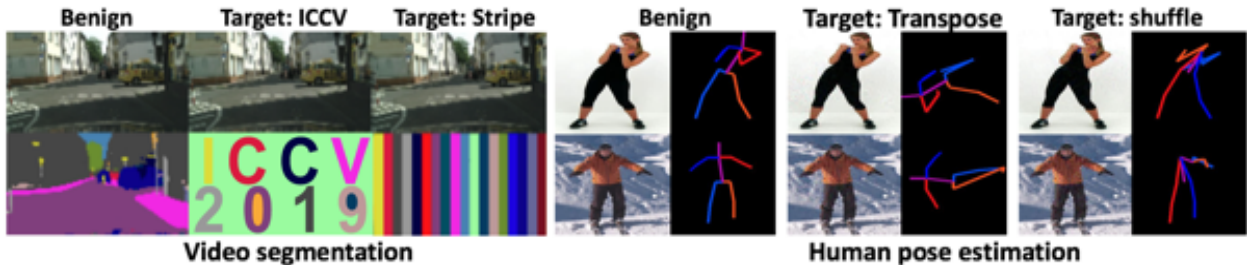 Benign Target: ICCV Target: Stripe Benign Target: Transpose Target: shuffle
ICCV
2019
Video segmentation Human pose estimation